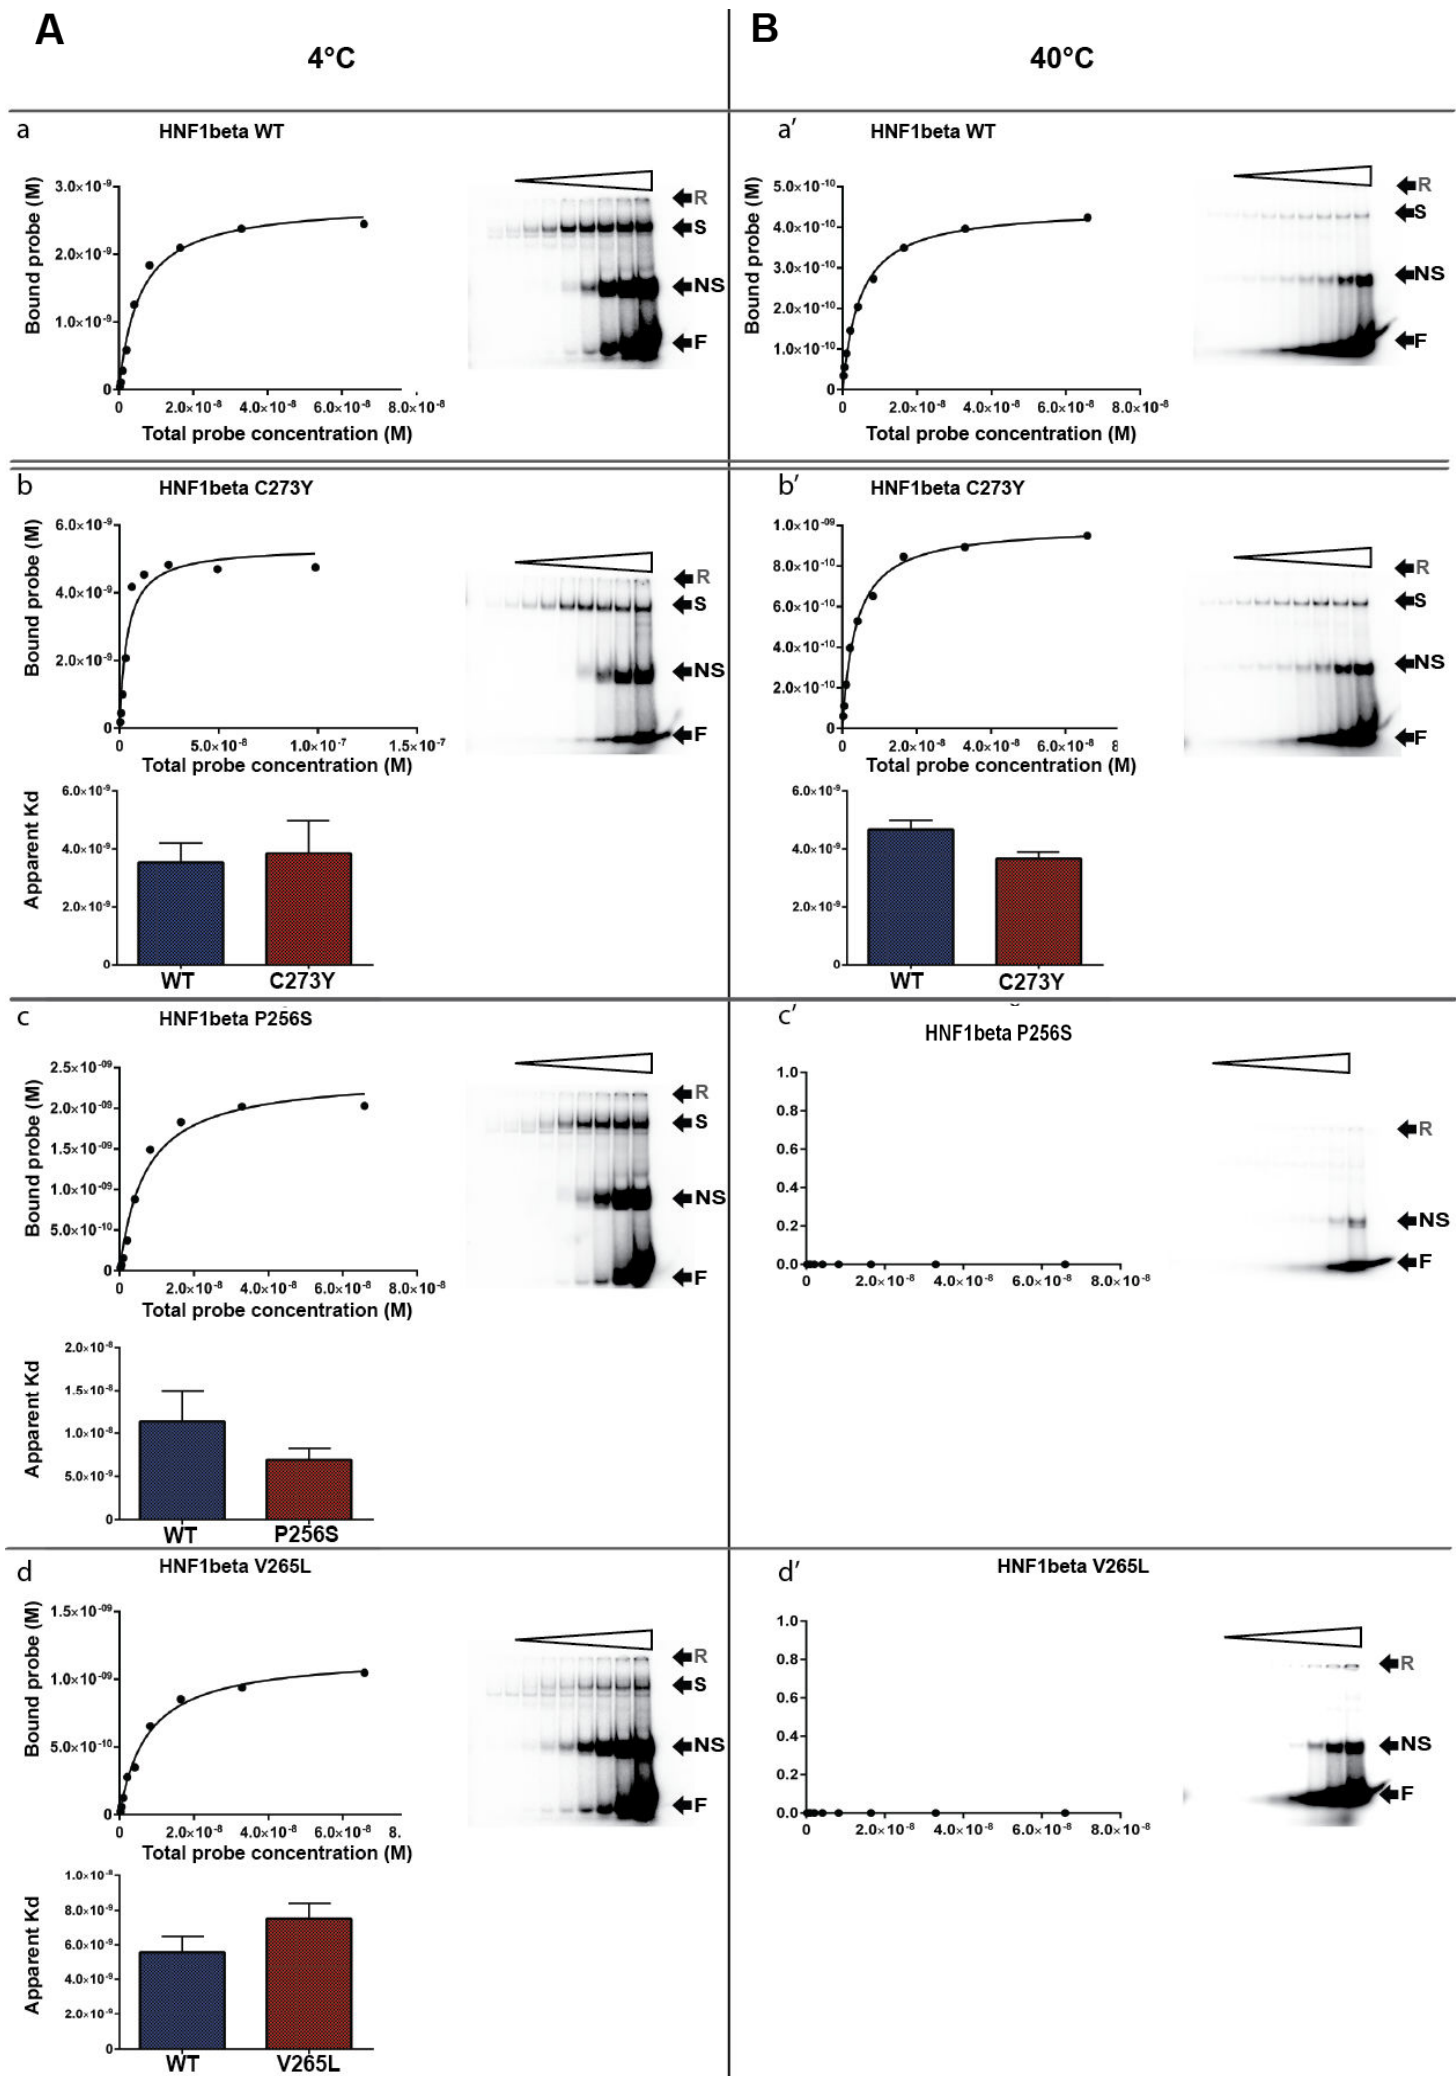 A
B
4°C
40°C
a
HNF1beta WT
Bound probe (M)
3.0×10⁻⁹
2.0×10⁻⁹
1.0×10⁻⁹
0
0 2.0×10⁻⁸ 4.0×10⁻⁸ 6.0×10⁻⁸ 8.0×10⁻⁸
Total probe concentration (M)
R
S
NS
F
a′
HNF1beta WT
Bound probe (M)
5.0×10⁻¹⁰
4.0×10⁻¹⁰
3.0×10⁻¹⁰
2.0×10⁻¹⁰
1.0×10⁻¹⁰
0
0 2.0×10⁻⁸ 4.0×10⁻⁸ 6.0×10⁻⁸ 8.0×10⁻⁸
Total probe concentration (M)
R
S
NS
F
b
HNF1beta C273Y
Bound probe (M)
6.0×10⁻⁹
4.0×10⁻⁹
2.0×10⁻⁹
0
0 5.0×10⁻⁸ 1.0×10⁻⁷ 1.5×10⁻⁷
Total probe concentration (M)
R
S
NS
F
Apparent Kd
6.0×10⁻⁹
4.0×10⁻⁹
2.0×10⁻⁹
0
WT C273Y
b′
HNF1beta C273Y
1.0×10⁻⁰⁹
8.0×10⁻¹⁰
6.0×10⁻¹⁰
4.0×10⁻¹⁰
2.0×10⁻¹⁰
0
0 2.0×10⁻⁸ 4.0×10⁻⁸ 6.0×10⁻⁸ 8
Total probe concentration (M)
R
S
NS
F
6.0×10⁻⁹
4.0×10⁻⁹
2.0×10⁻⁹
0
WT C273Y
c
HNF1beta P256S
Bound probe (M)
2.5×10⁻⁰⁹
2.0×10⁻⁰⁹
1.5×10⁻⁰⁹
1.0×10⁻⁰⁹
5.0×10⁻¹⁰
0
0 2.0×10⁻⁸ 4.0×10⁻⁸ 6.0×10⁻⁸ 8.0×10⁻⁸
Total probe concentration (M)
R
S
NS
F
Apparent Kd
2.0×10⁻⁸
1.5×10⁻⁸
1.0×10⁻⁸
5.0×10⁻⁹
0
WT P256S
c′
HNF1beta P256S
1.0
0.8
0.6
0.4
0.2
0.0
0 2.0×10⁻⁸ 4.0×10⁻⁸ 6.0×10⁻⁸ 8.0×10⁻⁸
R
NS
F
d
HNF1beta V265L
Bound probe (M)
1.5×10⁻⁰⁹
1.0×10⁻⁰⁹
5.0×10⁻¹⁰
0
0 2.0×10⁻⁸ 4.0×10⁻⁸ 6.0×10⁻⁸ 8.
Total probe concentration (M)
R
S
NS
F
Apparent Kd
1.0×10⁻⁸
8.0×10⁻⁹
6.0×10⁻⁹
4.0×10⁻⁹
2.0×10⁻⁹
0
WT V265L
d′
HNF1beta V265L
1.0
0.8
0.6
0.4
0.2
0.0
0 2.0×10⁻⁸ 4.0×10⁻⁸ 6.0×10⁻⁸ 8.0×10⁻⁸
R
NS
F